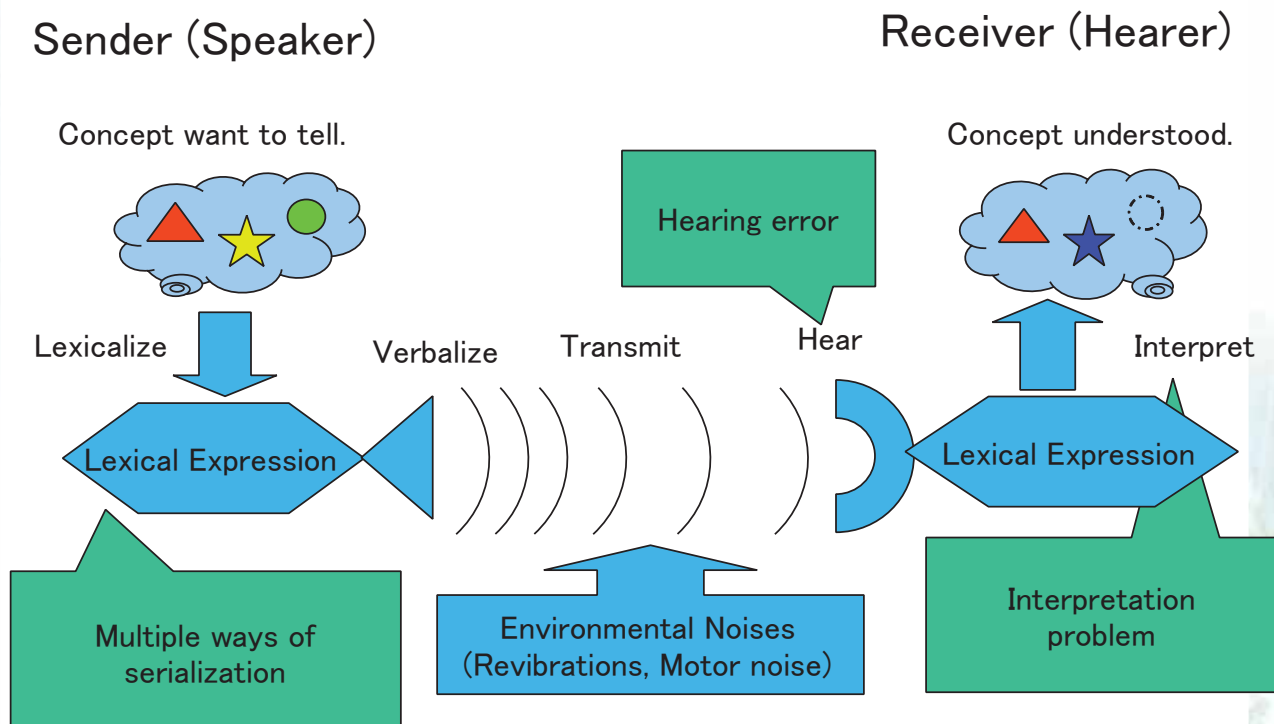 Sender (Speaker)
Receiver (Hearer)
Concept want to tell.
Concept understood.
Hearing error
Lexicalize
Verbalize
Transmit
Hear
Interpret
Lexical Expression
Lexical Expression
Multiple ways of
serialization
Environmental Noises
(Revibrations, Motor noise)
Interpretation
problem